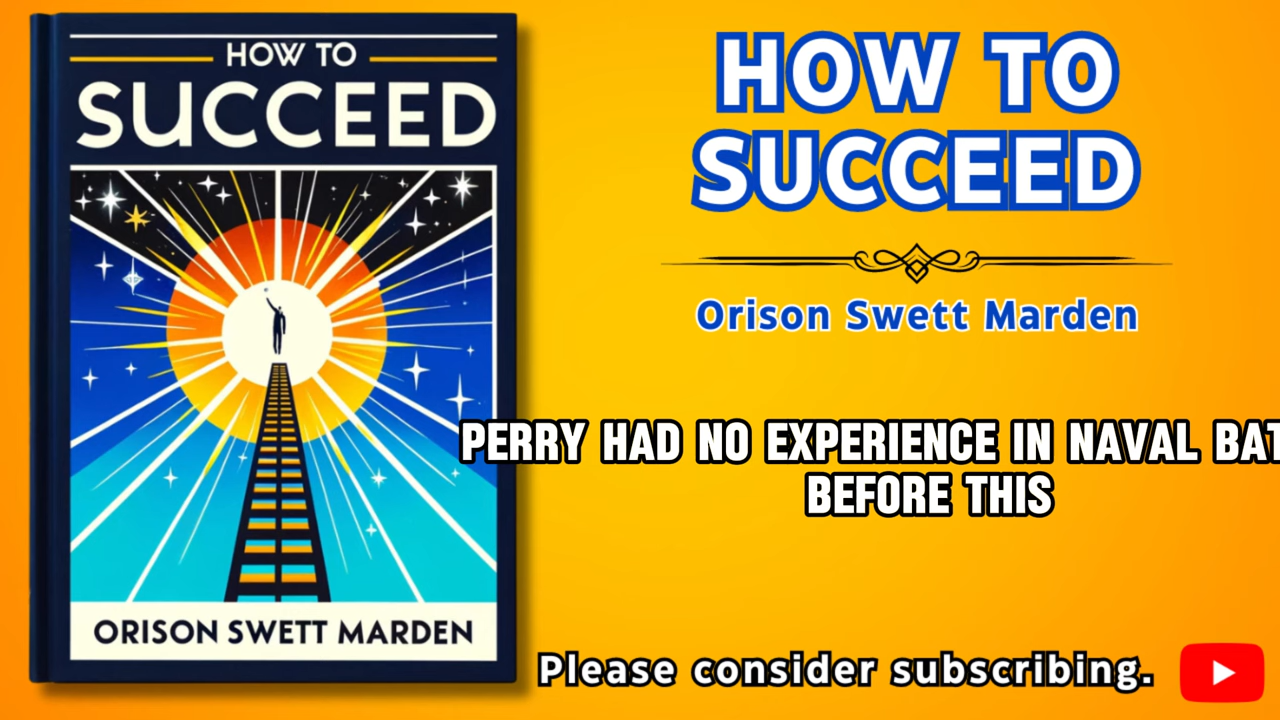 HOW TO
SUCCEED
ORISON SWETT MARDEN
HOW TO
SUCCEED
Orison Swett Marden
PERRY HAD NO EXPERIENCE IN NAVAL
BEFORE THIS
Please consider subscribing.